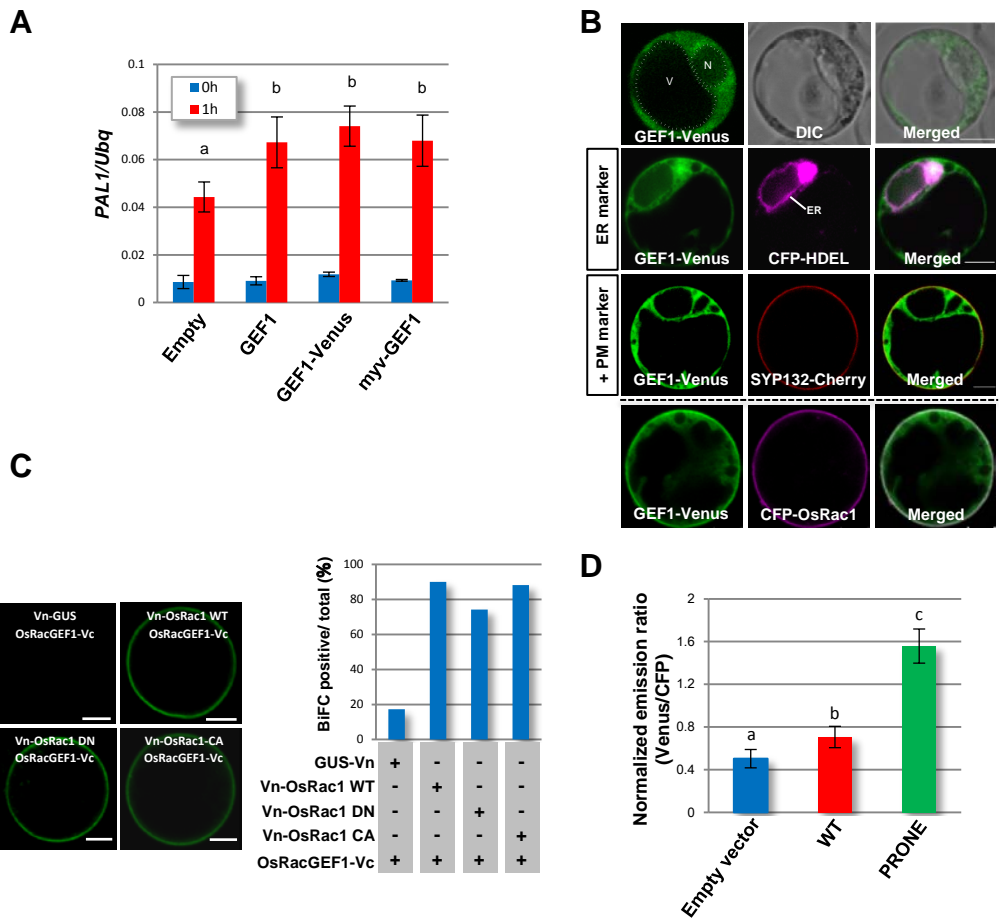 A
0h
1h
PAL1/Ubq
0.1
0.08
0.06
0.04
0.02
0
a
b
b
b
Empty
GEF1
GEF1-Venus
myv-GEF1
B
V
N
GEF1-Venus
DIC
Merged
ER marker
ER
GEF1-Venus
CFP-HDEL
Merged
+ PM marker
GEF1-Venus
SYP132-Cherry
Merged
GEF1-Venus
CFP-OsRac1
Merged
C
Vn-GUS
OsRacGEF1-Vc
Vn-OsRac1 WT
OsRacGEF1-Vc
Vn-OsRac1 DN
OsRacGEF1-Vc
Vn-OsRac1-CA
OsRacGEF1-Vc
BiFC positive/ total (%)
100
80
60
40
20
0
GUS-Vn + - - -
Vn-OsRac1 WT - + - -
Vn-OsRac1 DN - - + -
Vn-OsRac1 CA - - - +
OsRacGEF1-Vc + + + +
D
Normalized emission ratio
(Venus/CFP)
2
1.6
1.2
0.8
0.4
0
a
b
c
Empty vector
WT
PRONE